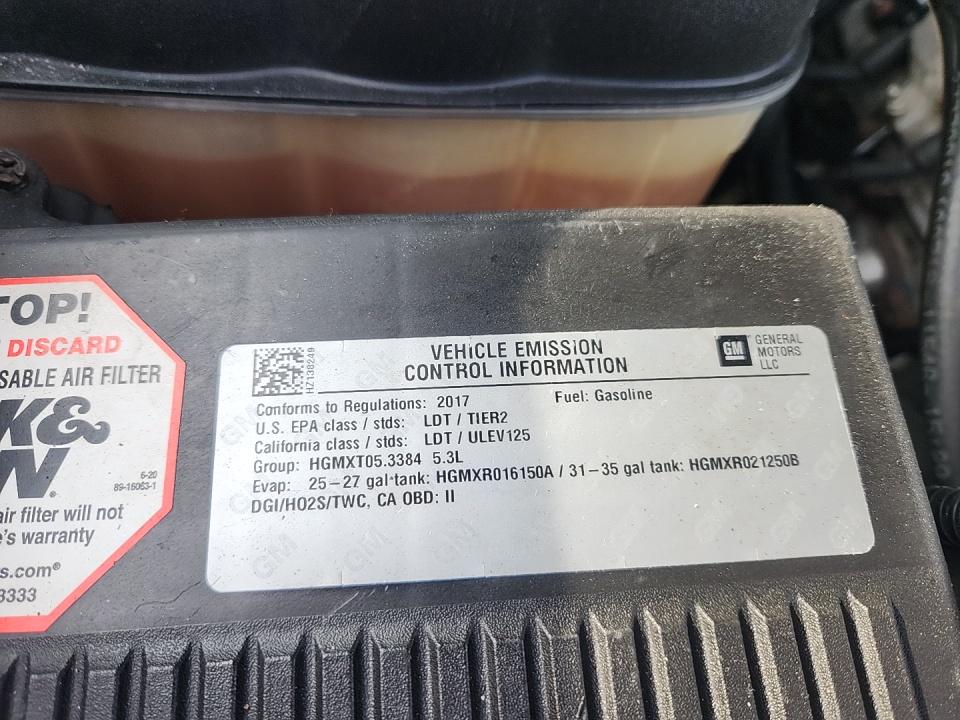 TOP!
DISCARD
SABLE AIR FILTER
K&
N®
6-20
89-16063-1
air filter will not
e's warranty
s.com®
3333
HZ138249
VEHICLE EMISSION
CONTROL INFORMATION
GM
GENERAL
MOTORS
LLC
Conforms to Regulations: 2017 Fuel: Gasoline
U.S. EPA class / stds: LDT / TIER2
California class / stds: LDT / ULEV125
Group: HGMXT05.3384 5.3L
Evap: 25-27 gal tank: HGMXR016150A / 31-35 gal tank: HGMXR021250B
DGI/HO2S/TWC, CA OBD: II